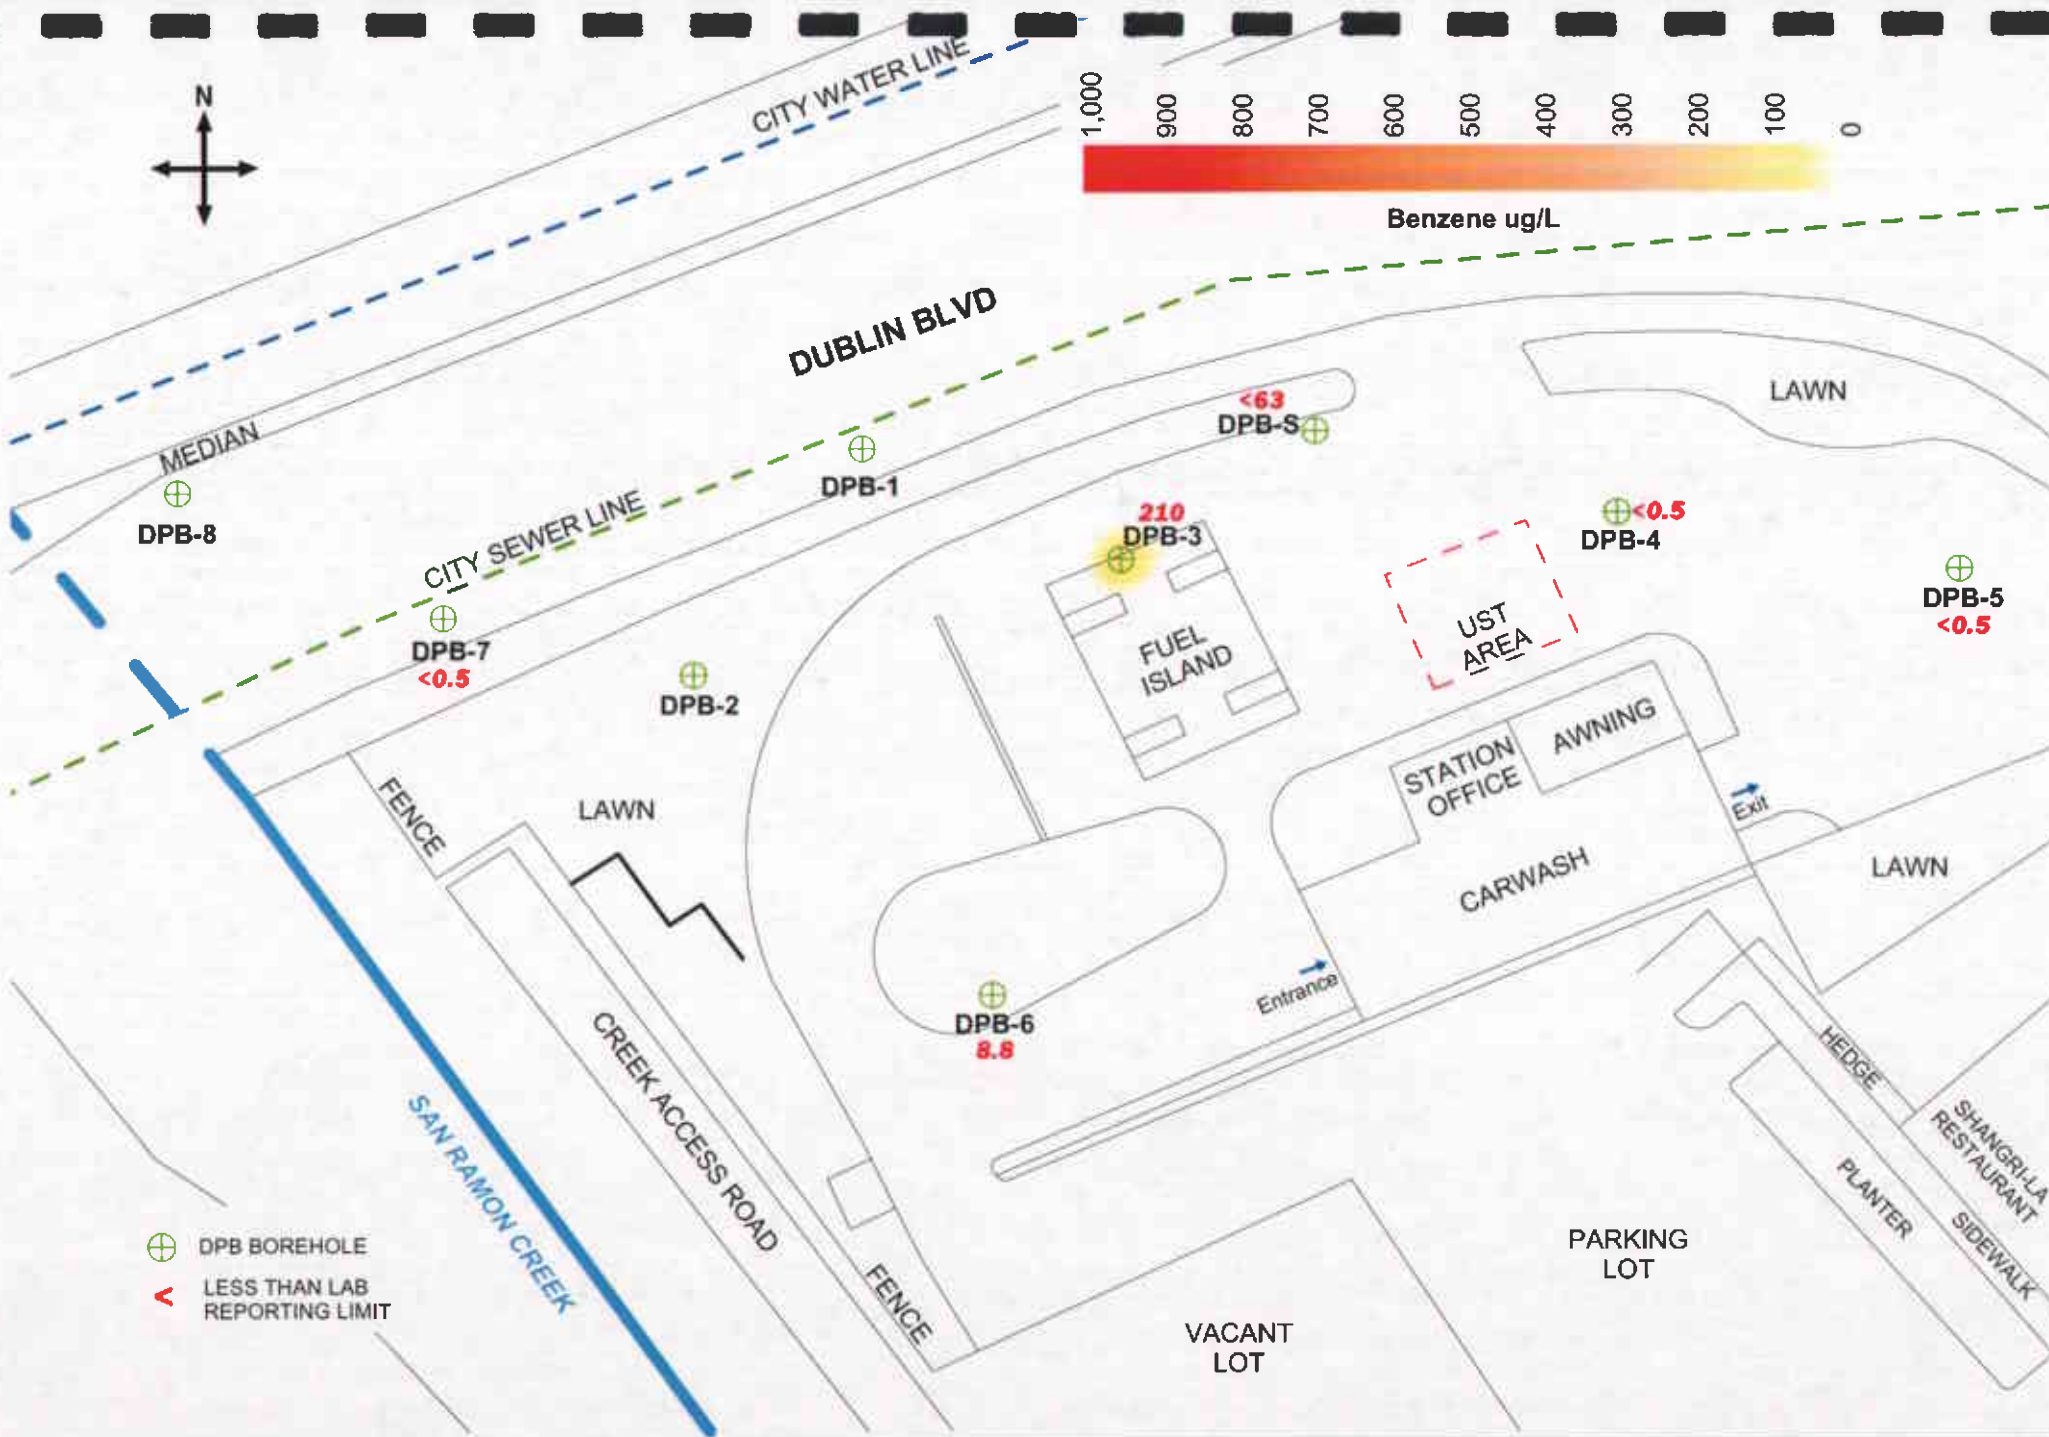 N
CITY WATER LINE
1,000
900
800
700
600
500
400
300
200
100
0
Benzene ug/L
DUBLIN BLVD
MEDIAN
DPB-8
CITY SEWER LINE
DPB-1
<63
DPB-S
LAWN
210
DPB-3
<0.5
DPB-4
DPB-5
<0.5
DPB-7
<0.5
DPB-2
FUEL
ISLAND
UST
AREA
STATION
OFFICE
AWNING
Exit
FENCE
LAWN
CARWASH
LAWN
Entrance
DPB-6
8.8
CREEK ACCESS ROAD
SAN RAMON CREEK
HEDGE
SHANGRI-LA
RESTAURANT
PLANTER
SIDEWALK
PARKING
LOT
FENCE
VACANT
LOT
DPB BOREHOLE
< LESS THAN LAB
REPORTING LIMIT